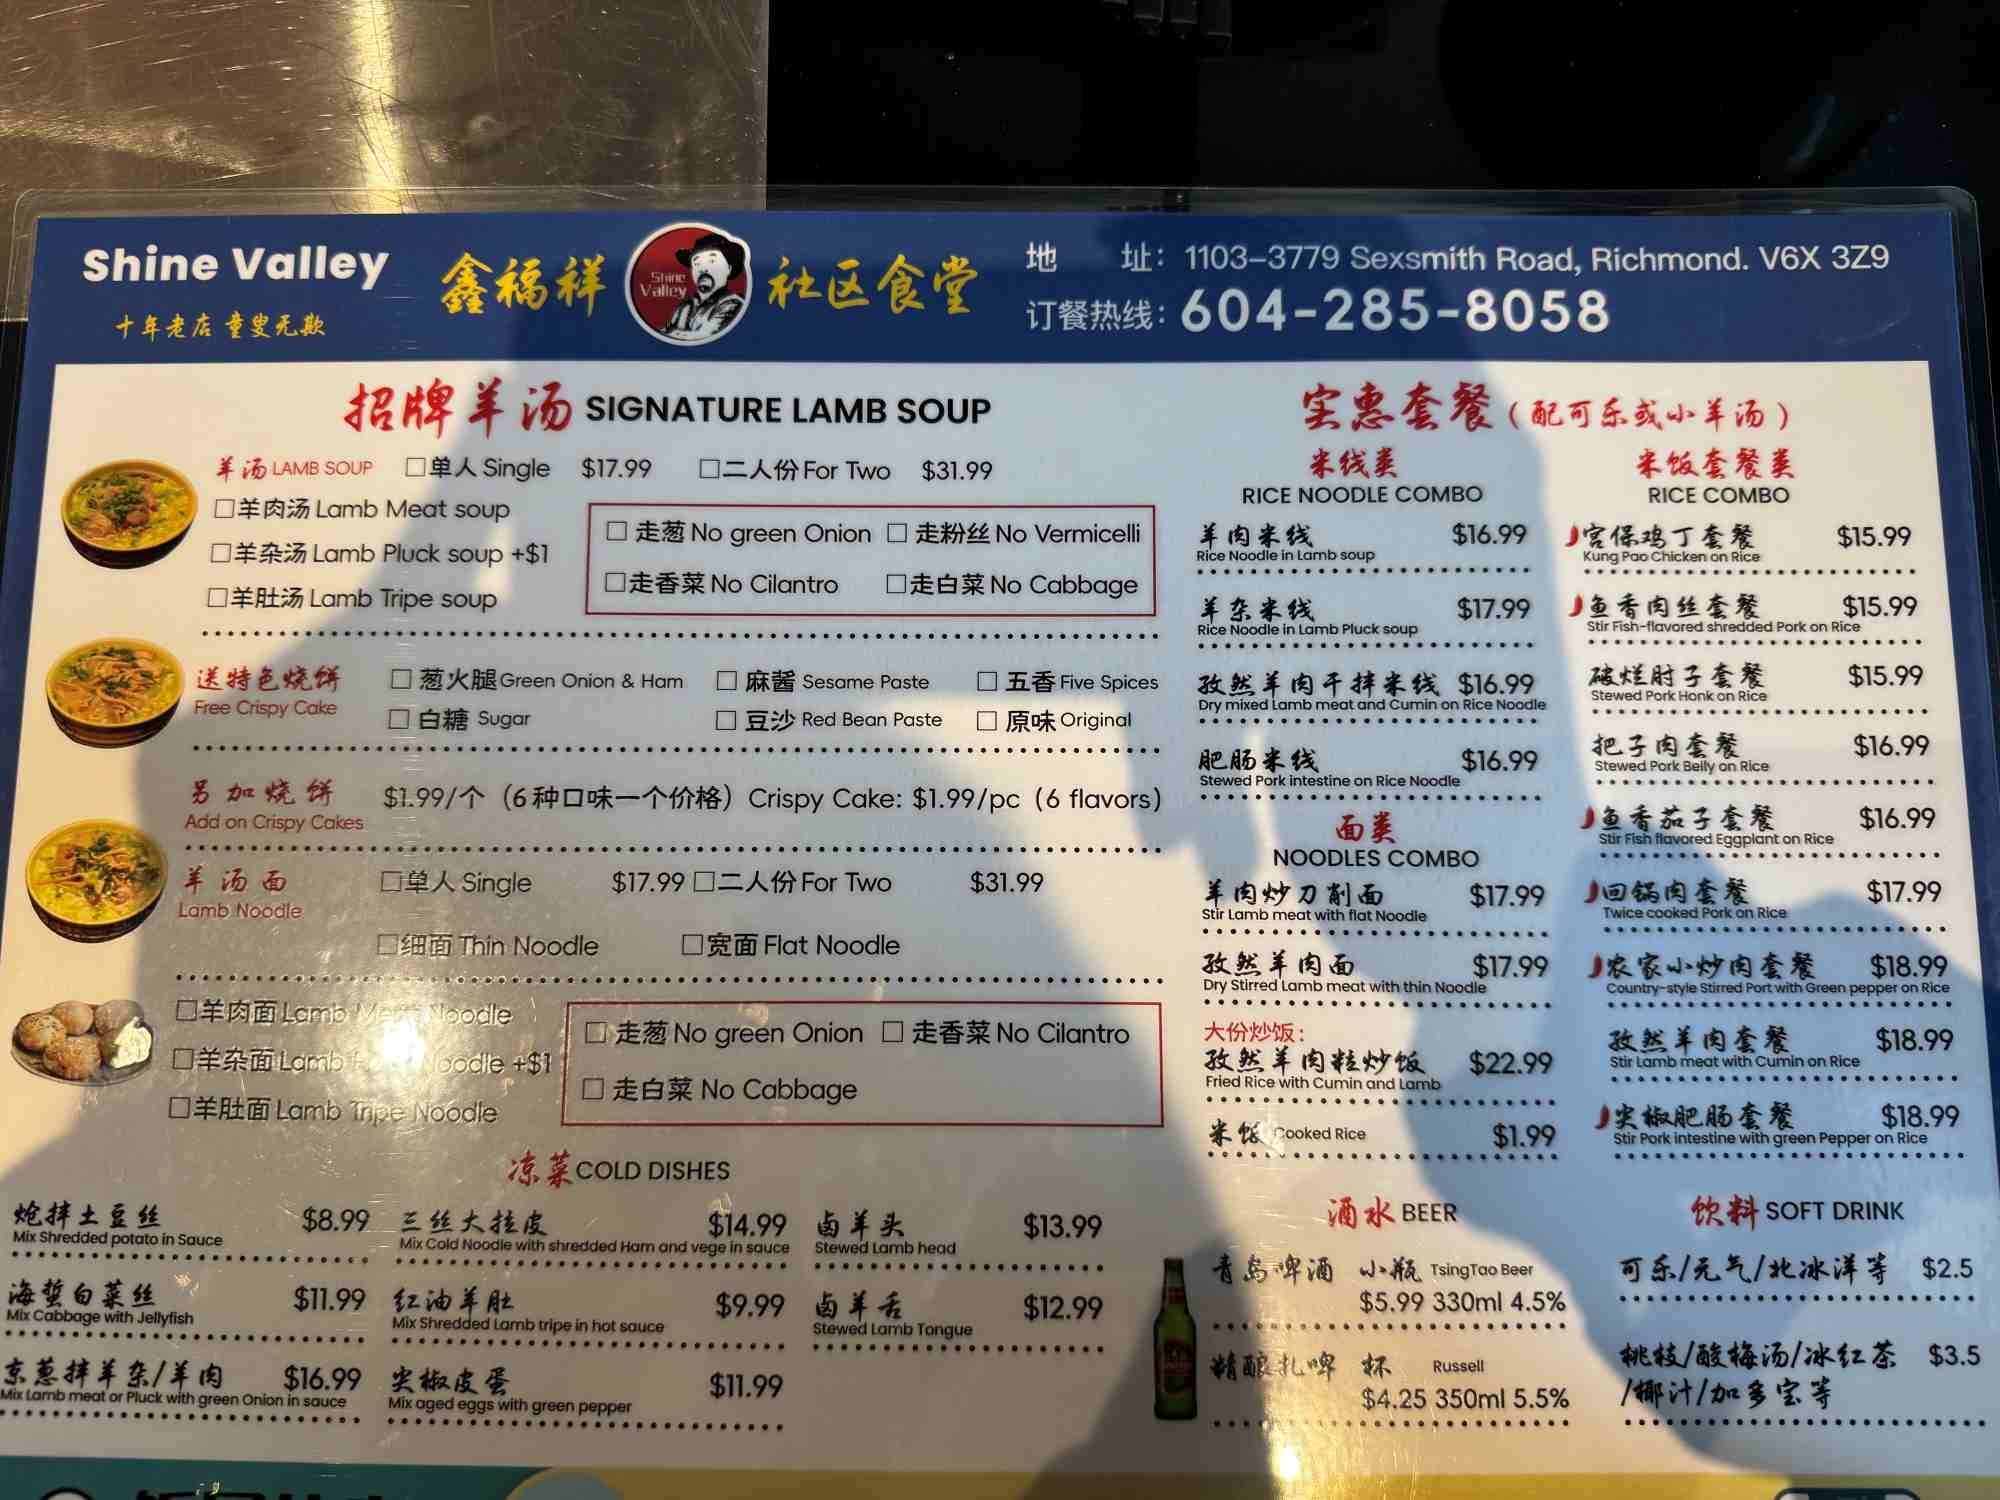 Shine Valley
十年老店 童叟无欺
鑫福祥
Shine
Valley
社区食堂
地 址：1103-3779 Sexsmith Road, Richmond. V6X 3Z9
订餐热线：604-285-8058
招牌羊汤 SIGNATURE LAMB SOUP
羊汤 LAMB SOUP □单人 Single $17.99 □二人份 For Two $31.99
□羊肉汤 Lamb Meat soup
□羊杂汤 Lamb Pluck soup +$1
□羊肚汤 Lamb Tripe soup
□ 走葱 No green Onion □ 走粉丝 No Vermicelli
□走香菜 No Cilantro □走白菜 No Cabbage
送特色烧饼
Free Crispy Cake
□ 葱火腿 Green Onion & Ham □ 麻酱 Sesame Paste □ 五香 Five Spices
□ 白糖 Sugar □ 豆沙 Red Bean Paste □ 原味 Original
另加烧饼
Add on Crispy Cakes
$1.99/个（6种口味一个价格）Crispy Cake: $1.99/pc (6 flavors)
羊汤面
Lamb Noodle
□单人 Single $17.99 □二人份 For Two $31.99
□细面 Thin Noodle □宽面 Flat Noodle
□羊肉面 Lamb Meat Noodle
□羊杂面 Lamb Noodle +$1
□羊肚面 Lamb Tripe Noodle
□ 走葱 No green Onion □ 走香菜 No Cilantro
□ 走白菜 No Cabbage
凉菜 COLD DISHES
炝拌土豆丝 $8.99
Mix Shredded potato in Sauce
海蜇白菜丝 $11.99
Mix Cabbage with Jellyfish
京葱拌羊杂/羊肉 $16.99
Mix Lamb meat or Pluck with green Onion in sauce
三丝大拉皮 $14.99
Mix Cold Noodle with shredded Ham and vege in sauce
红油羊肚 $9.99
Mix Shredded Lamb tripe in hot sauce
尖椒皮蛋 $11.99
Mix aged eggs with green pepper
卤羊头 $13.99
Stewed Lamb head
卤羊舌 $12.99
Stewed Lamb Tongue
实惠套餐（配可乐或小羊汤）
米线类
RICE NOODLE COMBO
羊肉米线 $16.99
Rice Noodle in Lamb soup
羊杂米线 $17.99
Rice Noodle in Lamb Pluck soup
孜然羊肉干拌米线 $16.99
Dry mixed Lamb meat and Cumin on Rice Noodle
肥肠米线 $16.99
Stewed Pork intestine on Rice Noodle
面类
NOODLES COMBO
羊肉炒刀削面 $17.99
Stir Lamb meat with flat Noodle
孜然羊肉面 $17.99
Dry Stirred Lamb meat with thin Noodle
大份炒饭：
孜然羊肉粒炒饭 $22.99
Fried Rice with Cumin and Lamb
米饭 Cooked Rice $1.99
米饭套餐类
RICE COMBO
宫保鸡丁套餐 $15.99
Kung Pao Chicken on Rice
鱼香肉丝套餐 $15.99
Stir Fish-flavored shredded Pork on Rice
破烂肘子套餐 $15.99
Stewed Pork Honk on Rice
把子肉套餐 $16.99
Stewed Pork Belly on Rice
鱼香茄子套餐 $16.99
Stir Fish flavored Eggplant on Rice
回锅肉套餐 $17.99
Twice cooked Pork on Rice
农家小炒肉套餐 $18.99
Country-style Stirred Port with Green pepper on Rice
孜然羊肉套餐 $18.99
Stir Lamb meat with Cumin on Rice
尖椒肥肠套餐 $18.99
Stir Pork intestine with green Pepper on Rice
酒水 BEER
青岛啤酒 小瓶 TsingTao Beer
$5.99 330ml 4.5%
精酿扎啤 杯 Russell
$4.25 350ml 5.5%
饮料 SOFT DRINK
可乐/元气/北冰洋等 $2.5
桃枝/酸梅汤/冰红茶 $3.5
/椰汁/加多宝等